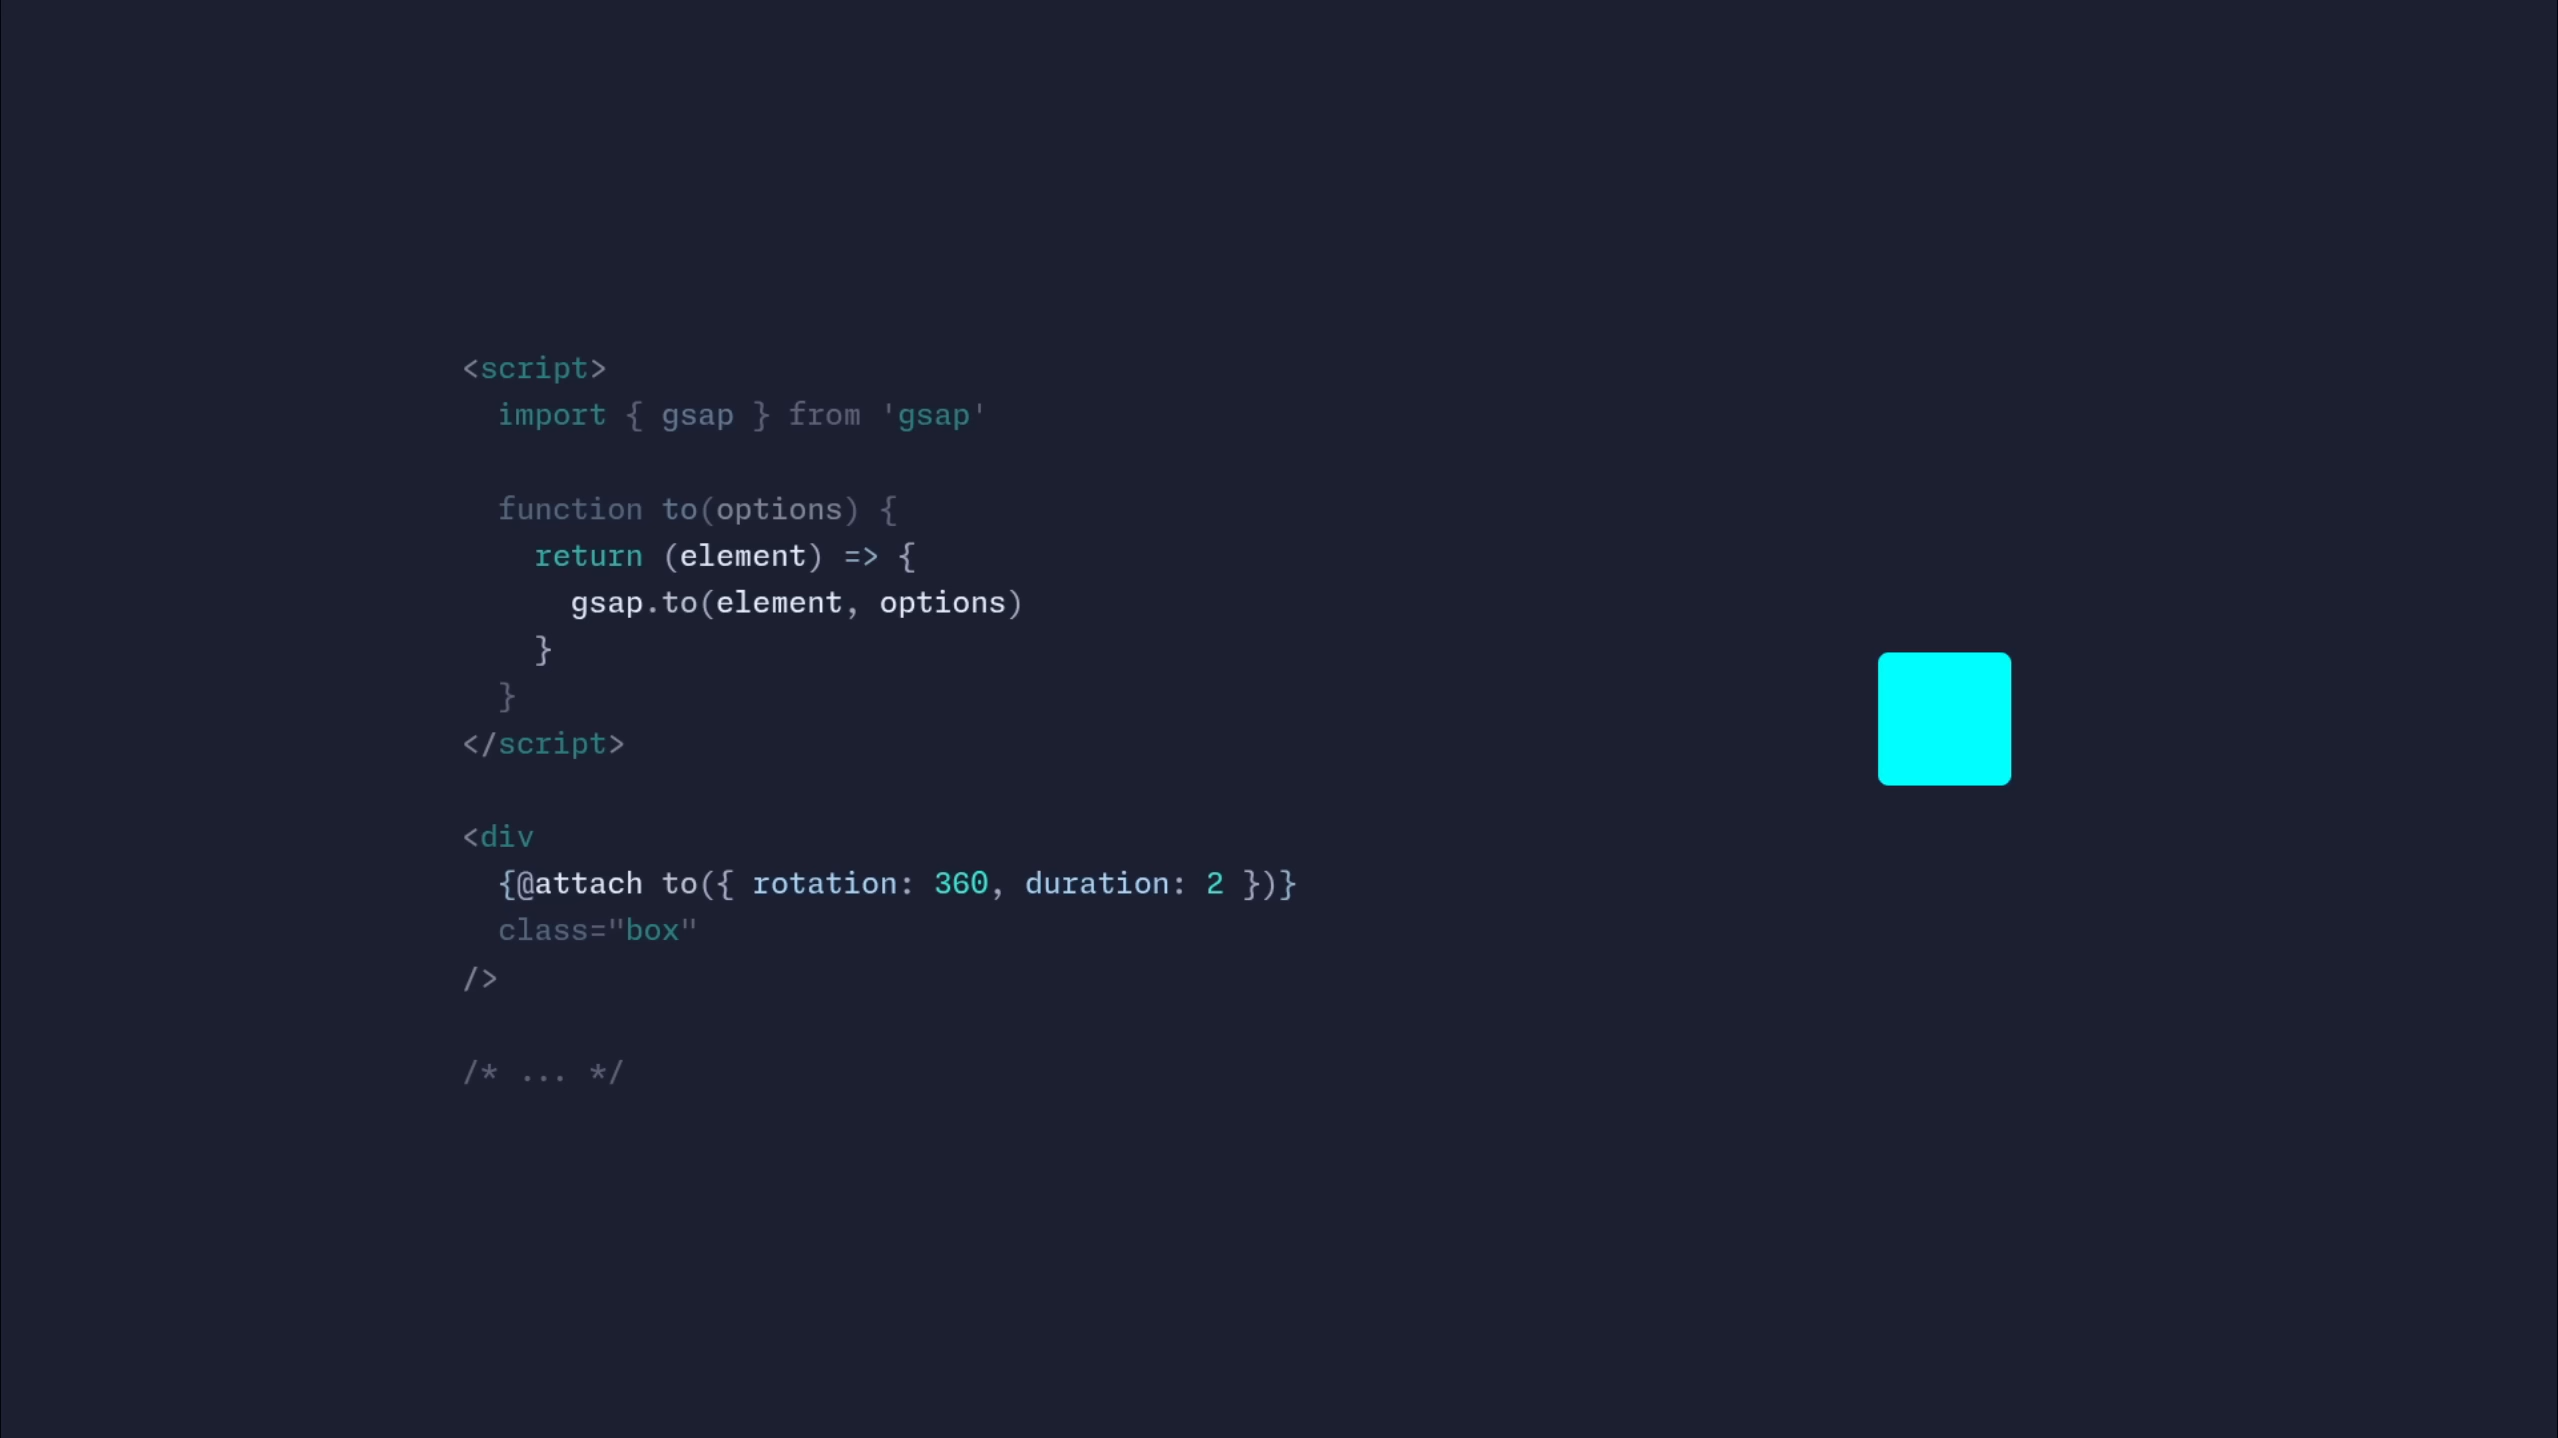 <script>
  import { gsap } from 'gsap'

  function to(options) {
    return (element) => {
      gsap.to(element, options)
    }
  }
</script>

<div
  {@attach to({ rotation: 360, duration: 2 })}
  class="box"
/>

/* ... */